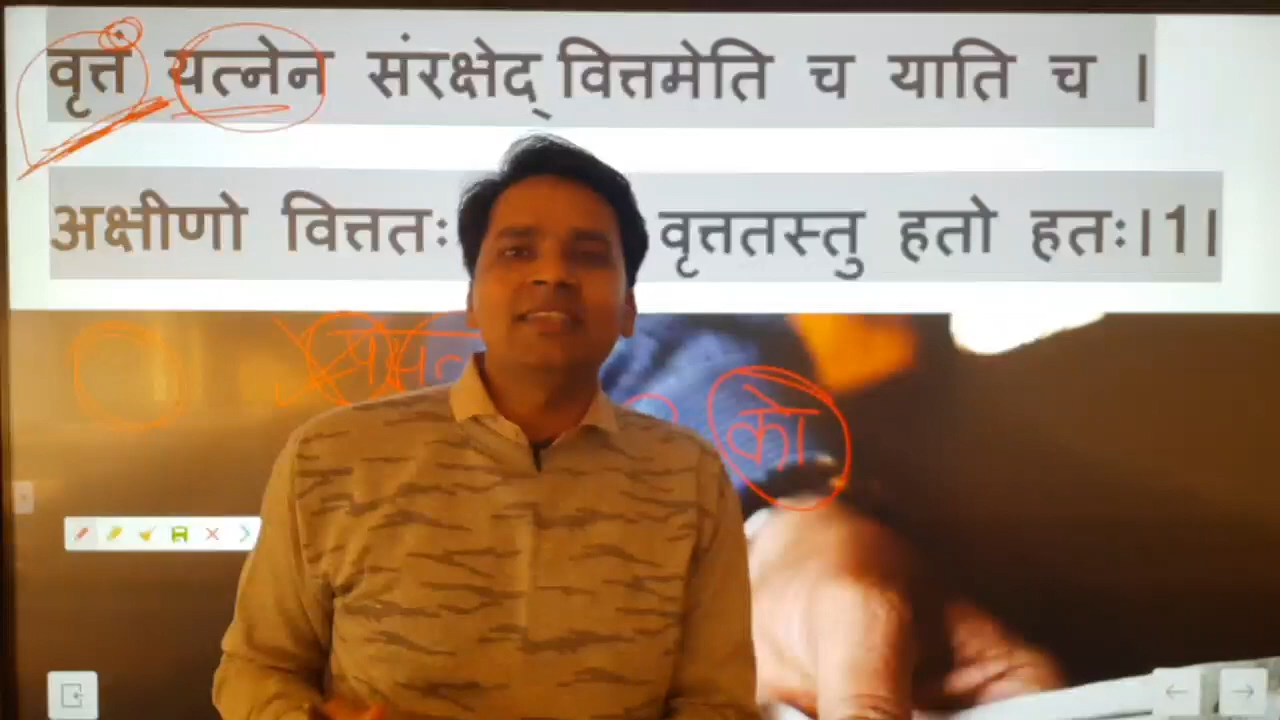 वृत्तं यत्नेन संरक्षेद् वित्तमेति च याति च ।
अक्षीणो वित्ततः वृत्ततस्तु हतो हतः।1।
को